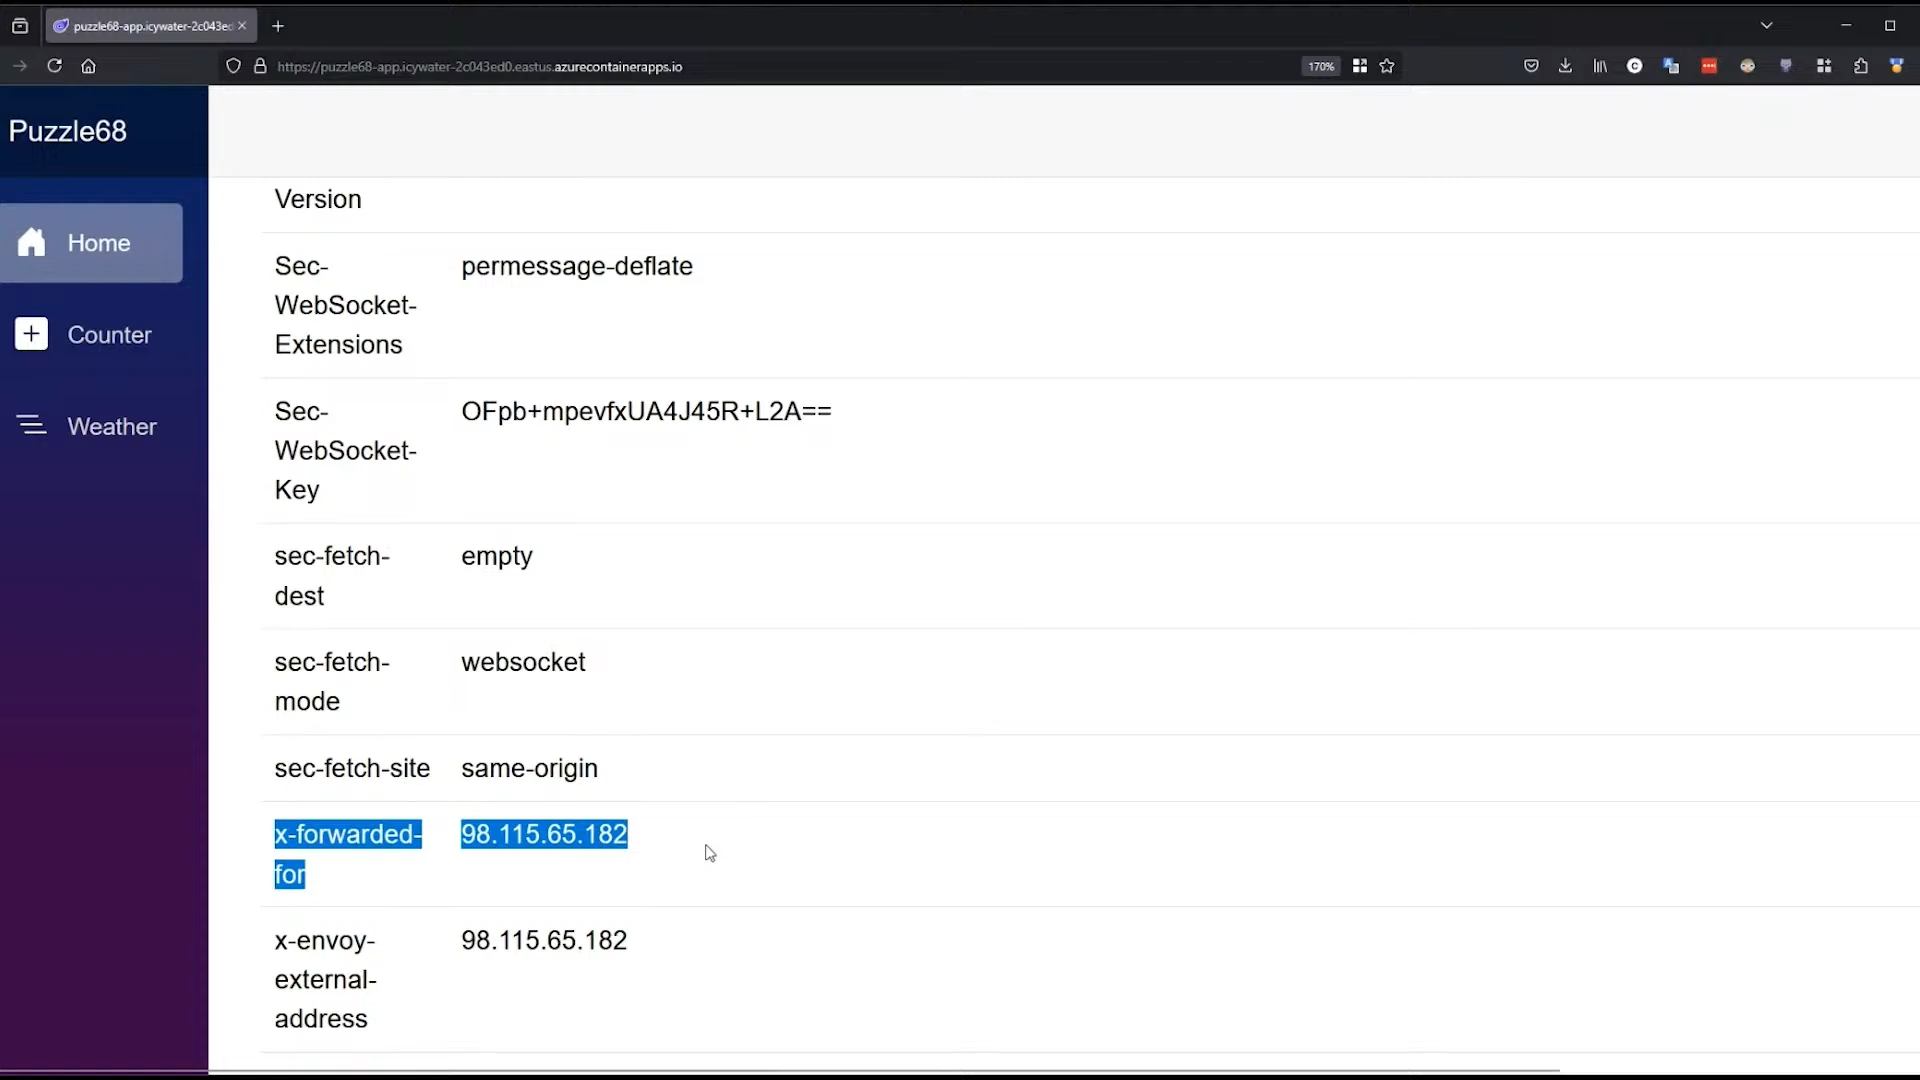 puzzle68-app.icywater-2c043ed
https://puzzle68-app.icywater-2c043ed0.eastus.azurecontainerapps.io
170%
Puzzle68
Home
Counter
Weather
Version
Sec-
WebSocket-
Extensions
permessage-deflate
Sec-
WebSocket-
Key
OFpb+mpevfxUA4J45R+L2A==
sec-fetch-
dest
empty
sec-fetch-
mode
websocket
sec-fetch-site
same-origin
x-forwarded-
for
98.115.65.182
x-envoy-
external-
address
98.115.65.182